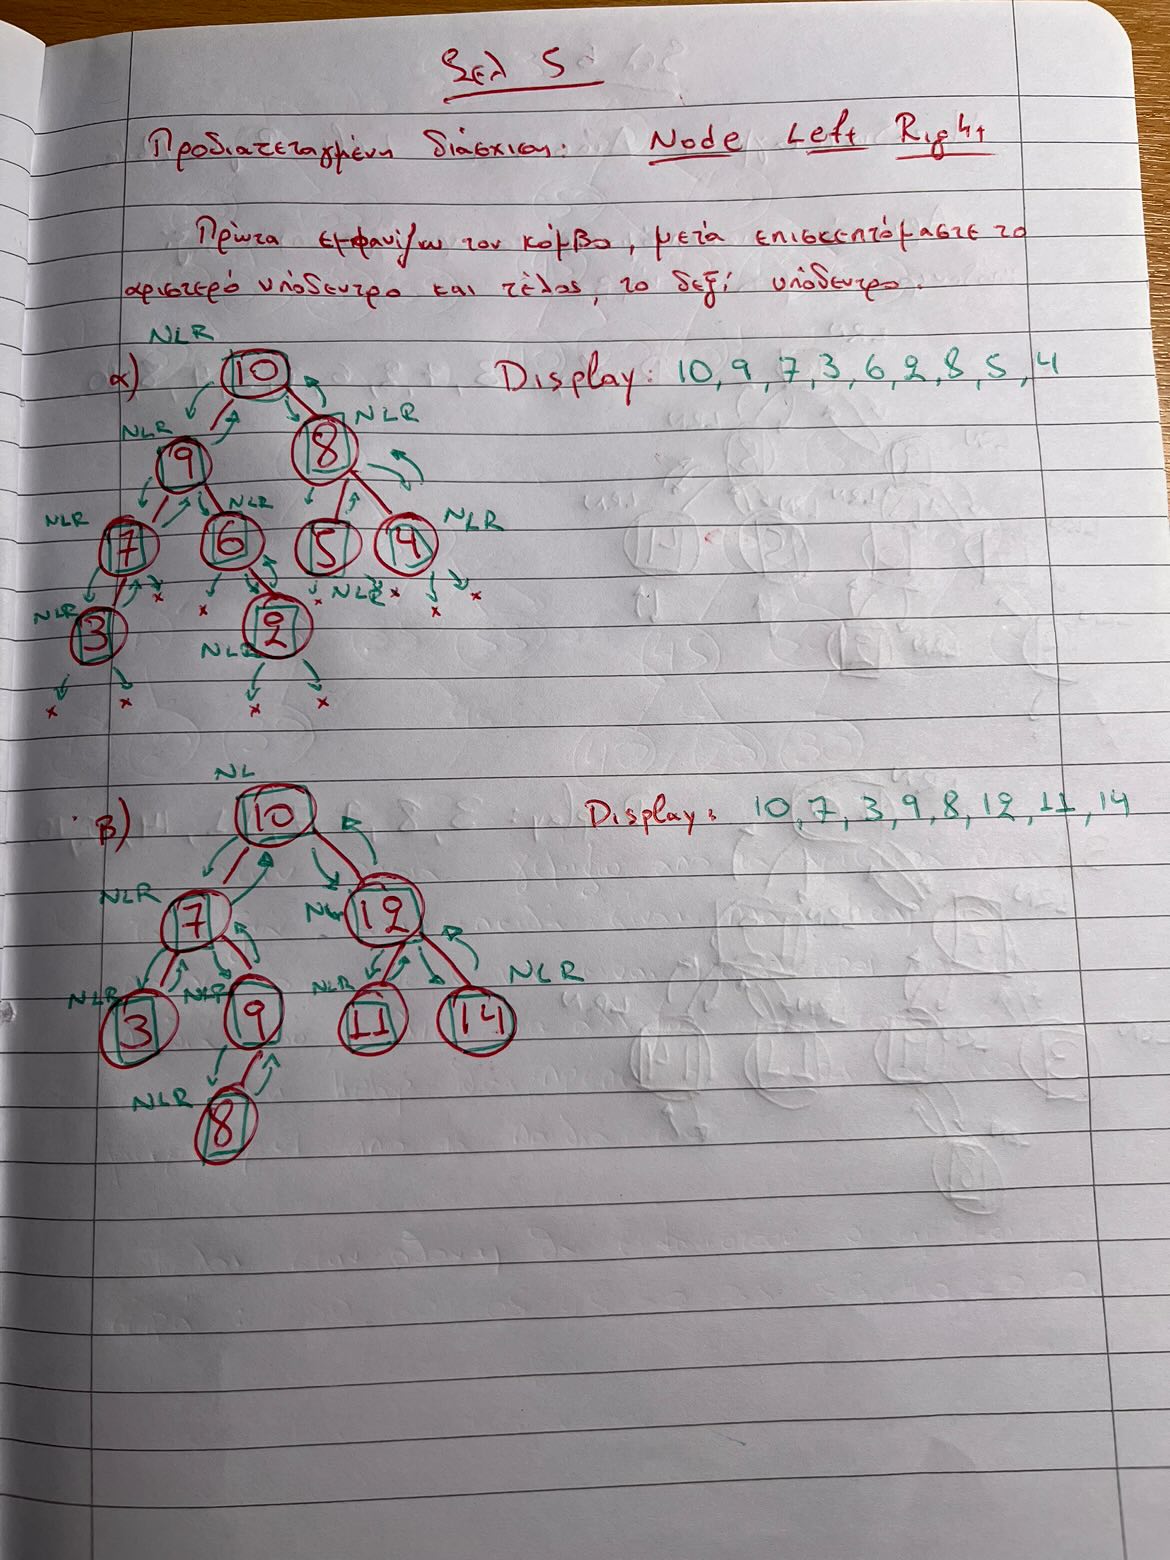 Σελ 5
Προδιατεταγμένη διάσχιση: Node Left Right
Πρώτα εμφανίζω τον κόμβο, μετά επισκεπτόμαστε το
αριστερό υπόδεντρο και τέλος, το δεξί υπόδεντρο.
NLR
α) 10 Display: 10, 9, 7, 3, 6, 2, 8, 5, 4
NLR 9 8 NLR
NLR 7 NLR 6 5 4 NLR
x x x NLR x x x
NLR 3 NLR 2
x x x x
NL
β) 10 Display: 10, 7, 3, 9, 8, 12, 11, 14
NLR 7 12
NLR 3 NLR 9 NLR 11 14 NLR
NLR 8